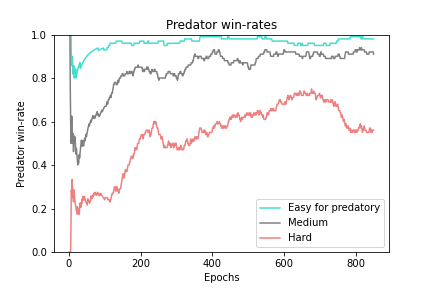 Predator win-rates
1.0
0.8
0.6
0.4
0.2
0.0
Predator win-rate
0
200
400
600
800
Epochs
Easy for predatory
Medium
Hard